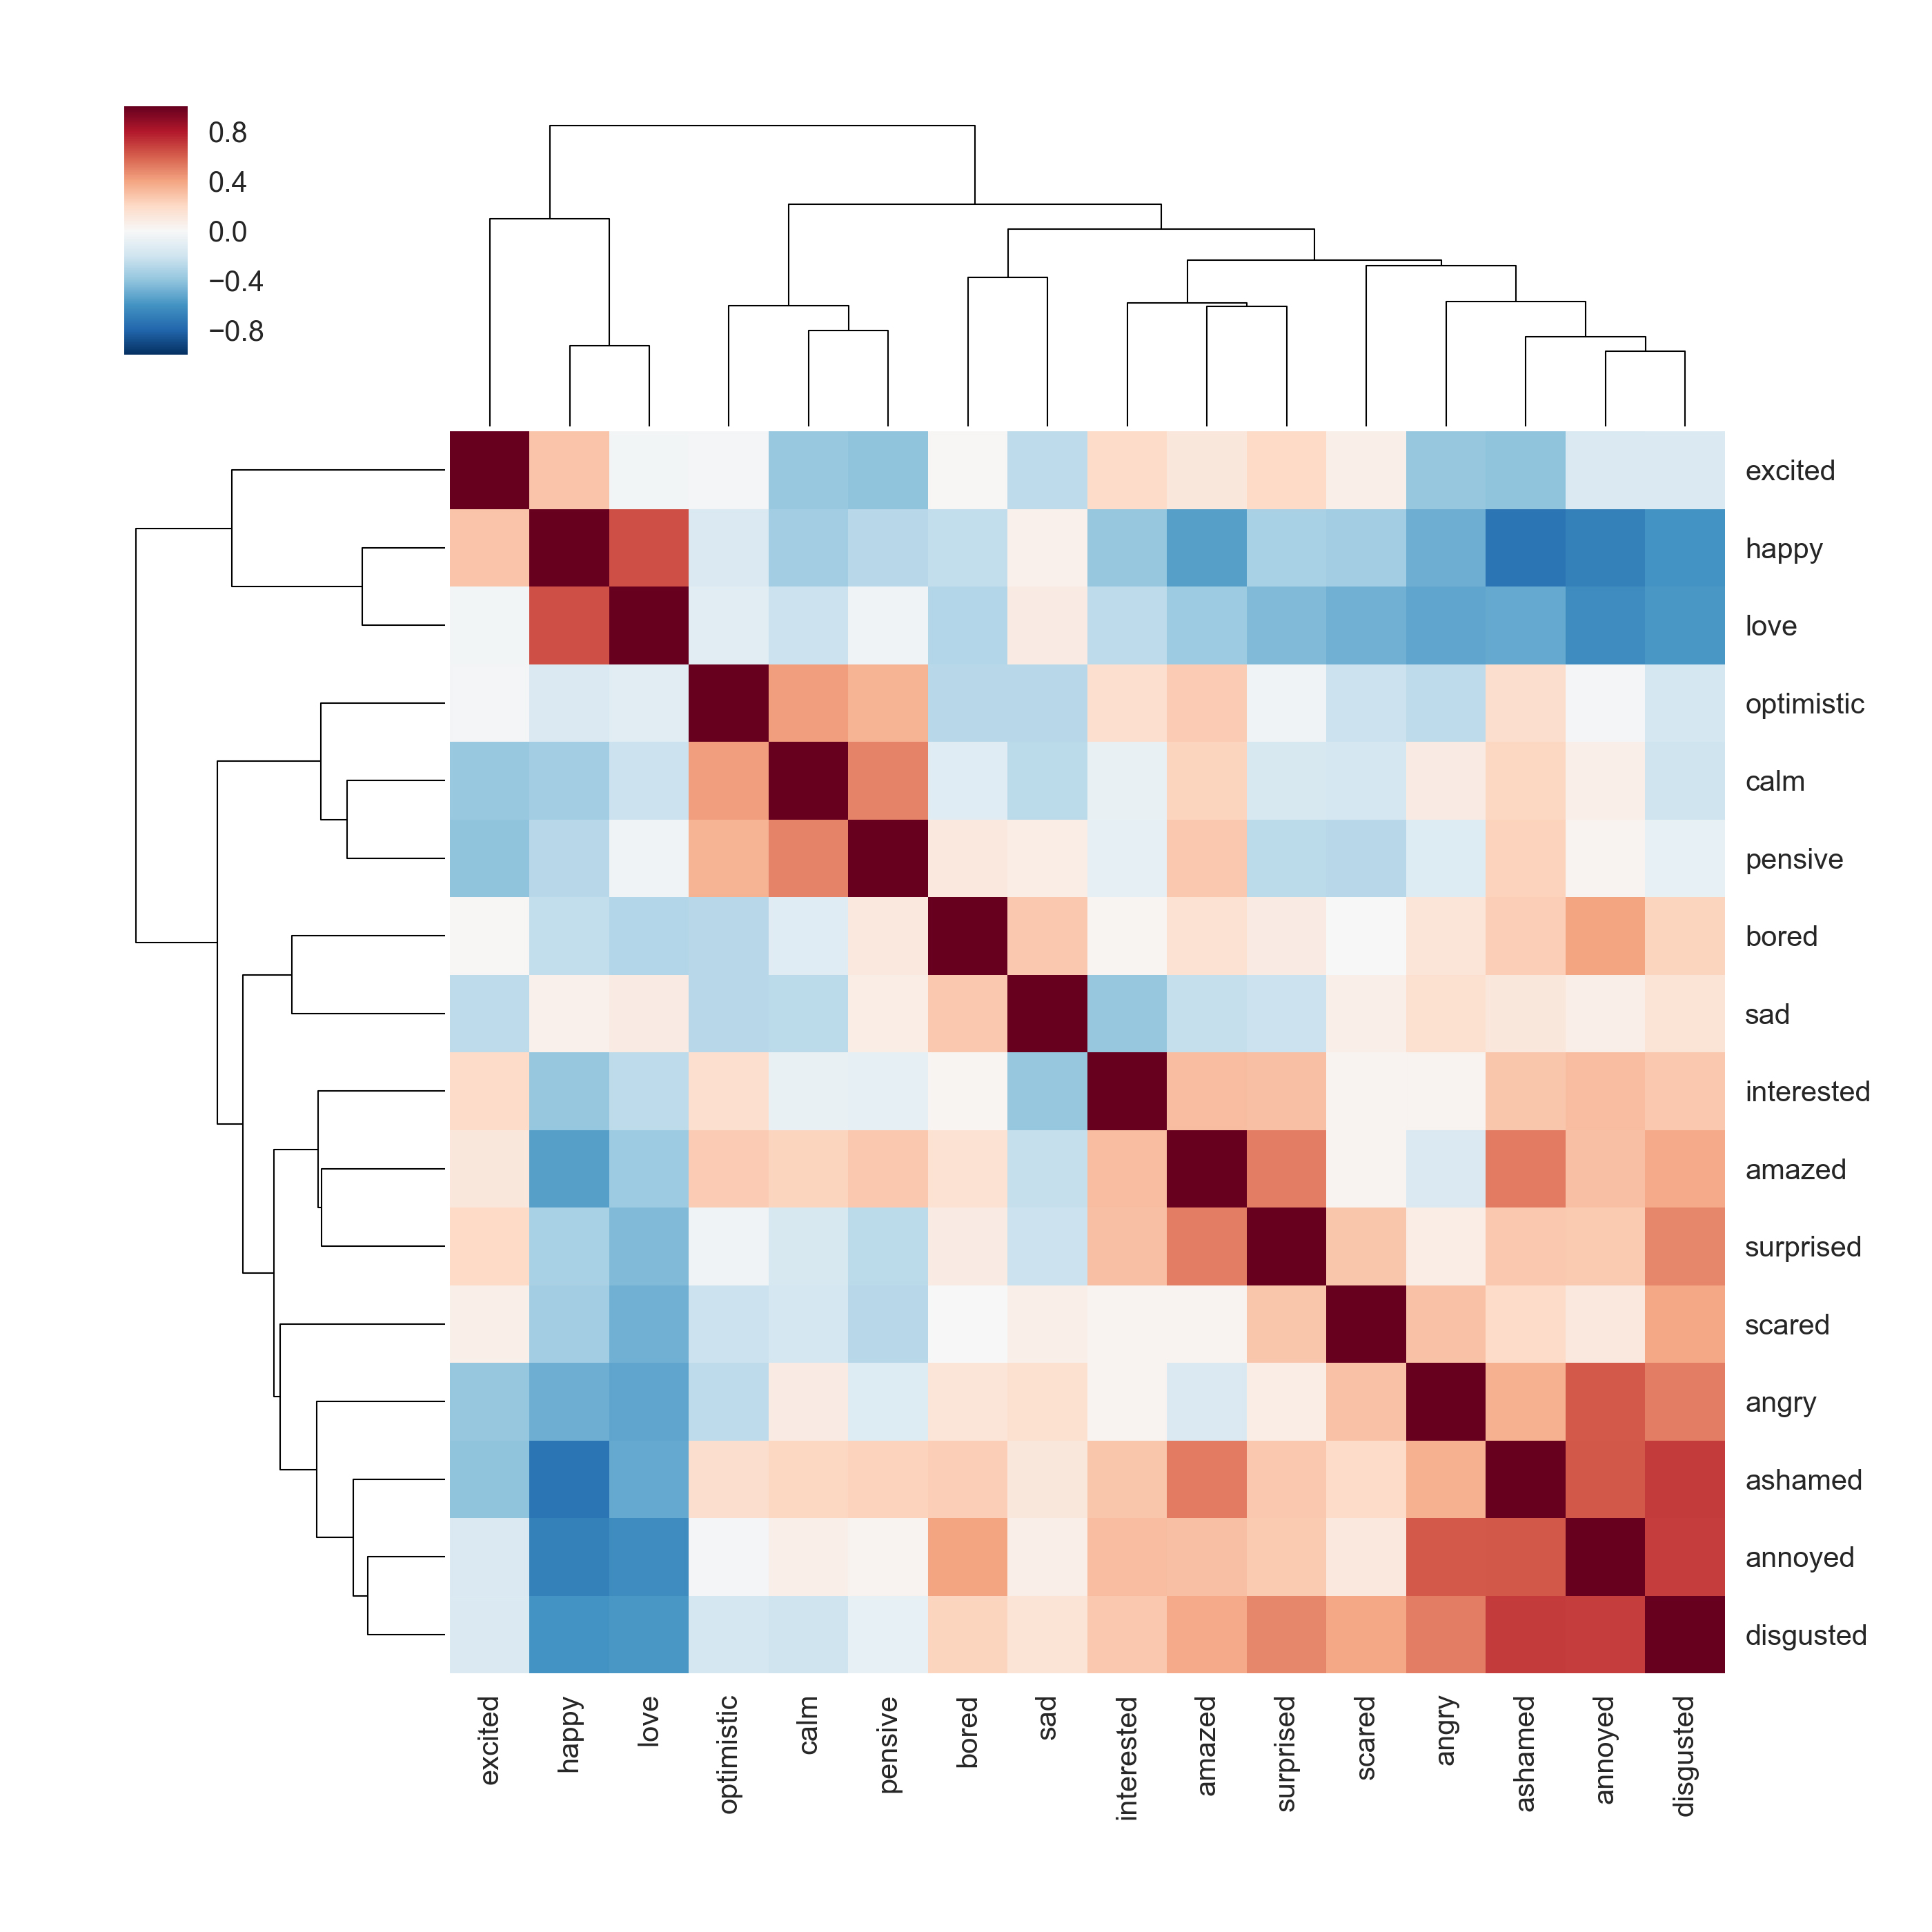 0.8
0.4
0.0
−0.4
−0.8
excited
happy
love
optimistic
calm
pensive
bored
sad
interested
amazed
surprised
scared
angry
ashamed
annoyed
disgusted
excited
happy
love
optimistic
calm
pensive
bored
sad
interested
amazed
surprised
scared
angry
ashamed
annoyed
disgusted